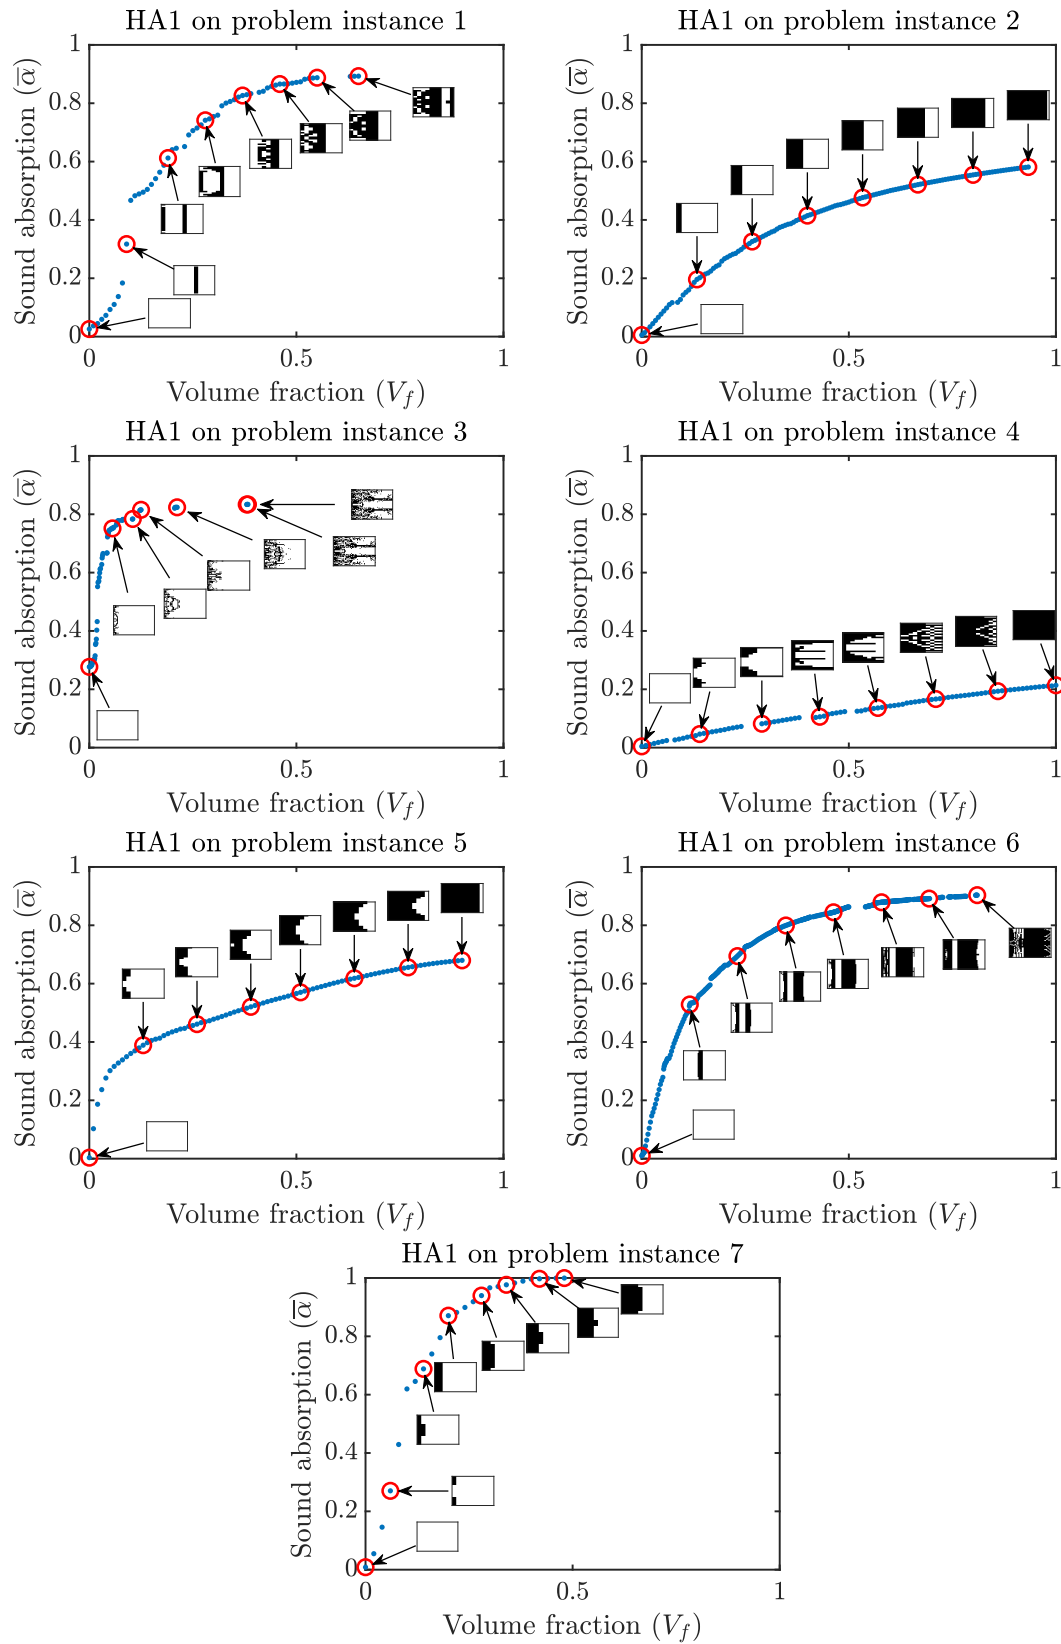 HA1 on problem instance 1
1
0.8
0.6
0.4
0.2
0
Sound absorption (α̅)
0 0.5 1
Volume fraction (V_f)
HA1 on problem instance 2
1
0.8
0.6
0.4
0.2
0
Sound absorption (α̅)
0 0.5 1
Volume fraction (V_f)
HA1 on problem instance 3
1
0.8
0.6
0.4
0.2
0
Sound absorption (α̅)
0 0.5 1
Volume fraction (V_f)
HA1 on problem instance 4
1
0.8
0.6
0.4
0.2
0
Sound absorption (α̅)
0 0.5 1
Volume fraction (V_f)
HA1 on problem instance 5
1
0.8
0.6
0.4
0.2
0
Sound absorption (α̅)
0 0.5 1
Volume fraction (V_f)
HA1 on problem instance 6
1
0.8
0.6
0.4
0.2
0
Sound absorption (α̅)
0 0.5 1
Volume fraction (V_f)
HA1 on problem instance 7
1
0.8
0.6
0.4
0.2
0
Sound absorption (α̅)
0 0.5 1
Volume fraction (V_f)